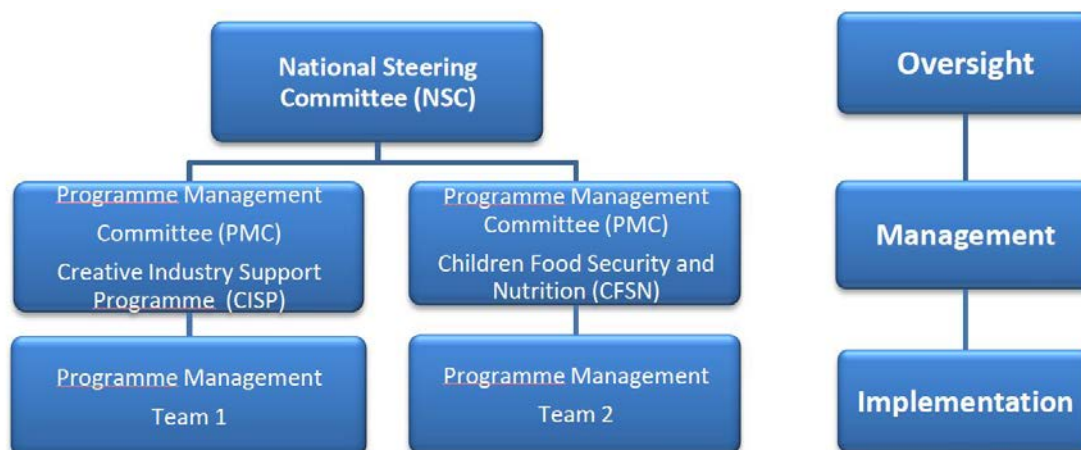 National Steering
Committee (NSC)
Programme Management
Committee (PMC)
Creative Industry Support
Programme (CISP)
Programme Management
Committee (PMC)
Children Food Security and
Nutrition (CFSN)
Programme Management
Team 1
Programme Management
Team 2
Oversight
Management
Implementation